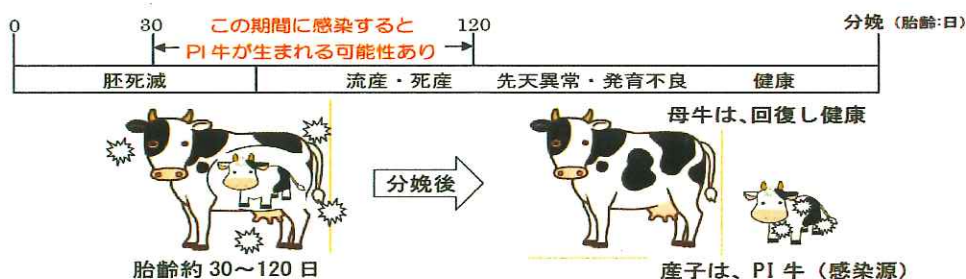 0 30 この期間に感染すると 120 分娩 (胎齢:日)
PI 牛が生まれる可能性あり
胚死滅 流産・死産 先天異常・発育不良 健康
母牛は、回復し健康
分娩後
胎齢約 30~120 日 産子は、PI 牛（感染源）